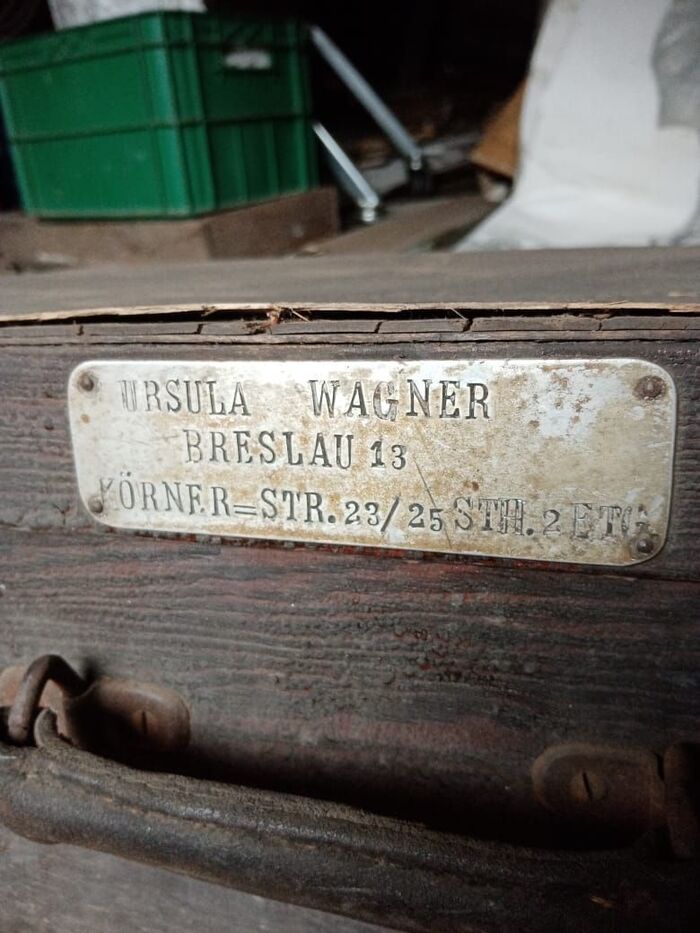 URSULA WAGNER
BRESLAU 13
KÖRNER=STR. 23/25 STH. 2 ETG